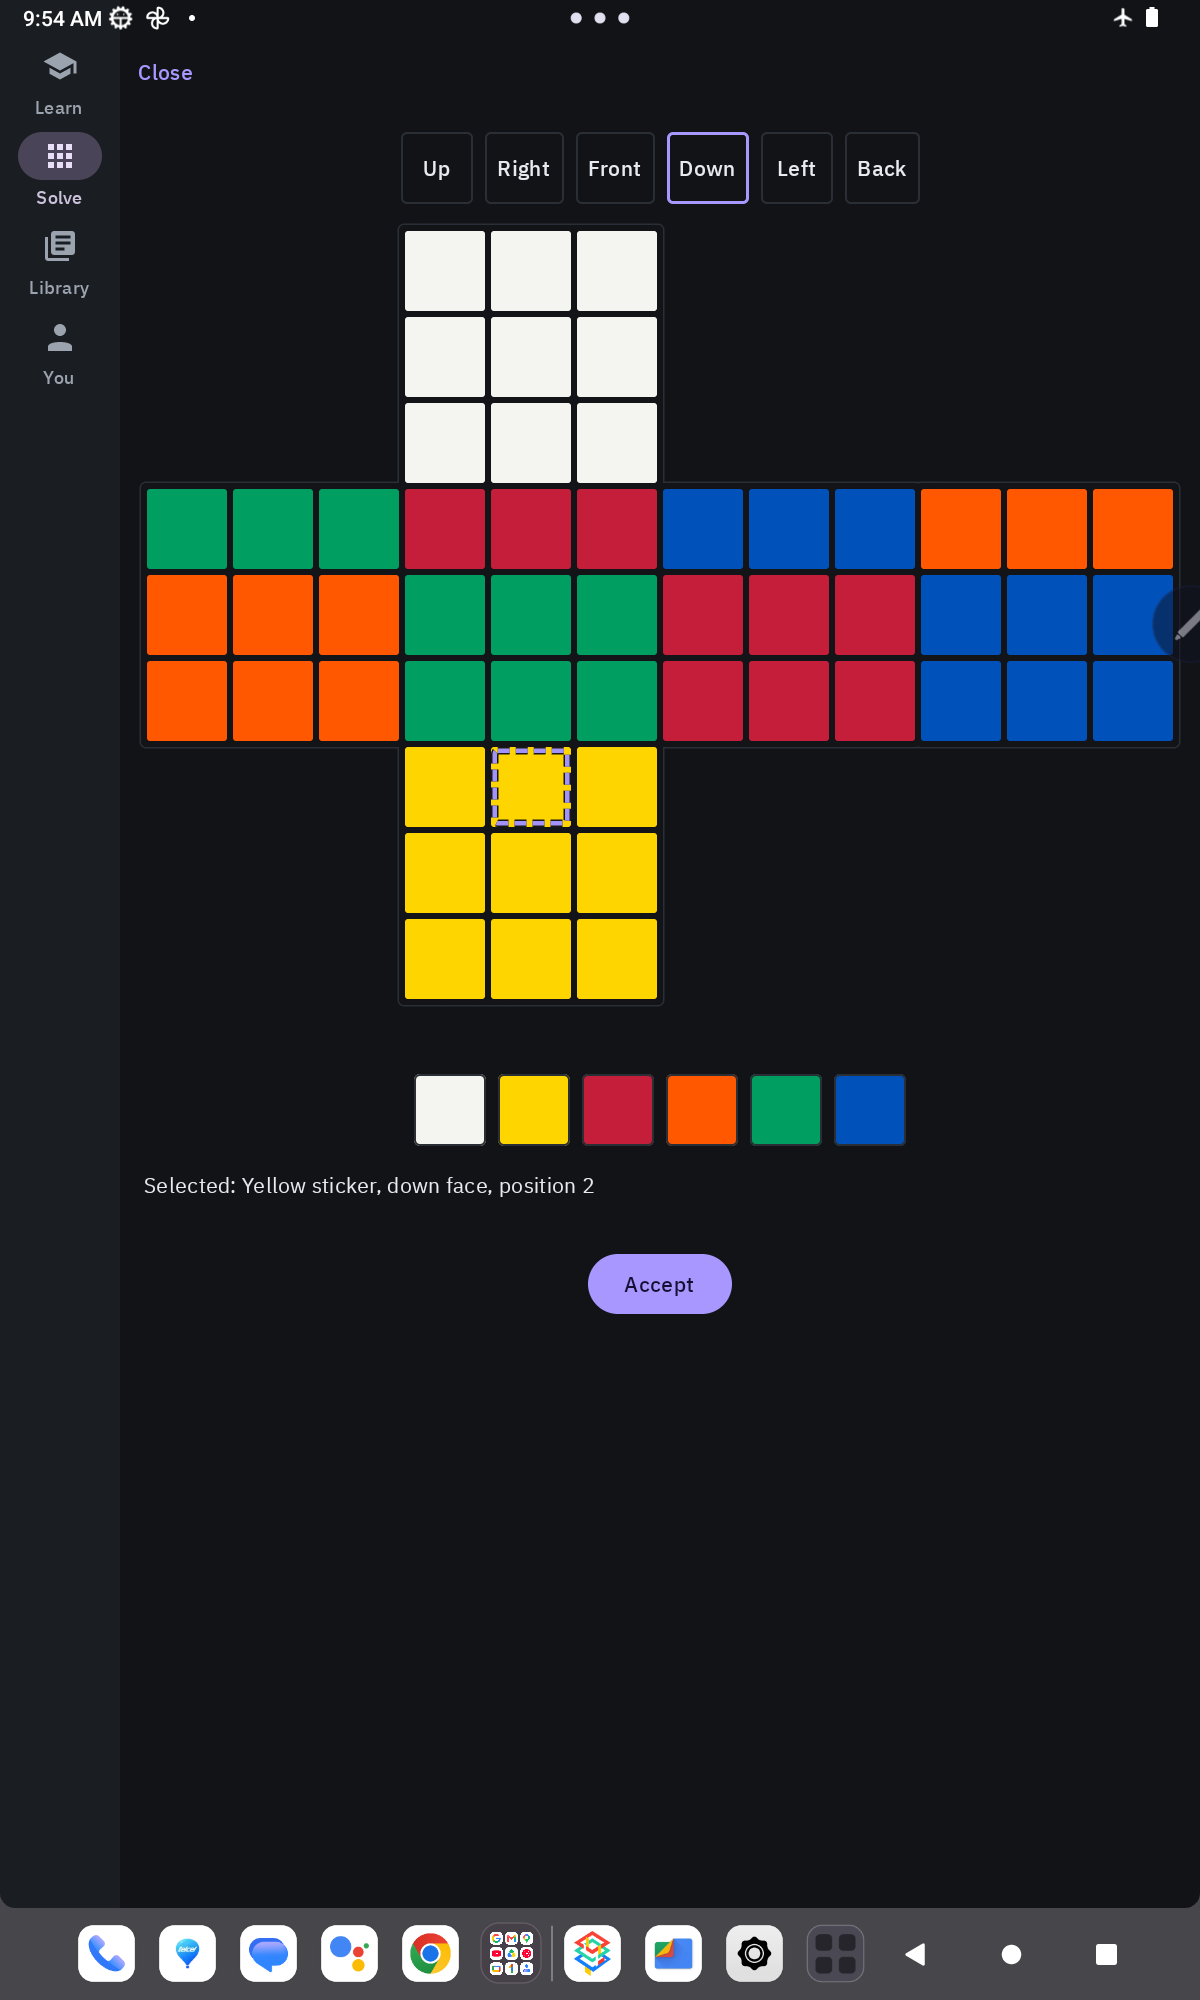 9:54 AM
Close
Learn
Solve
Library
You
Up Right Front Down Left Back
Selected: Yellow sticker, down face, position 2
Accept